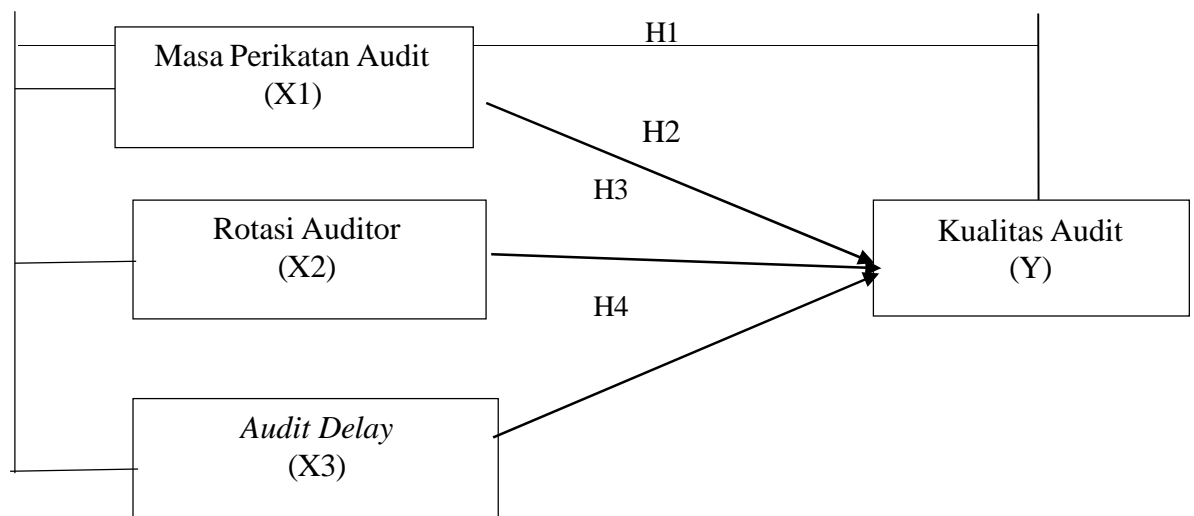 H1
Masa Perikatan Audit
(X1)
H2
H3
Rotasi Auditor
(X2)
Kualitas Audit
(Y)
H4
Audit Delay
(X3)